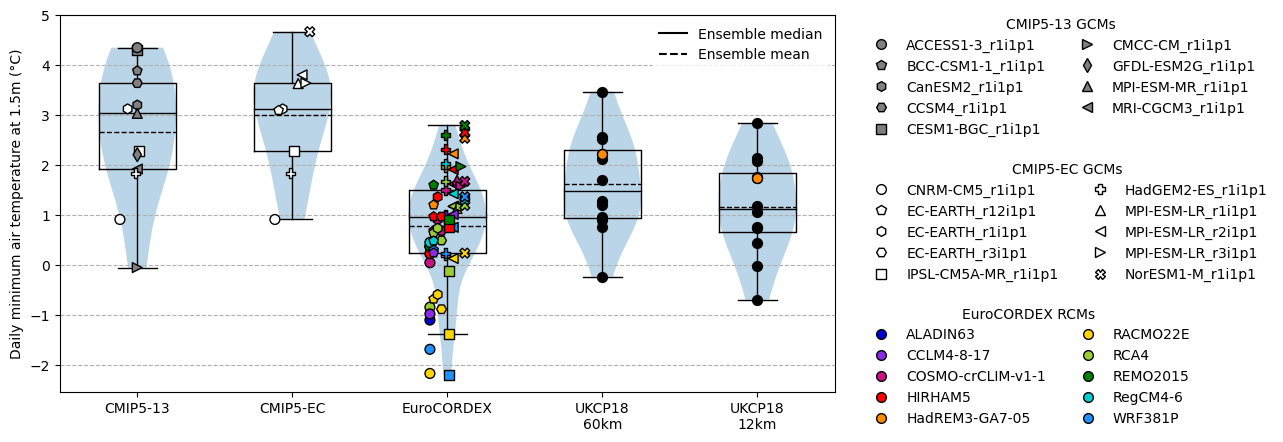 Daily minimum air temperature at 1.5m (°C)
5
4
3
2
1
0
−1
−2
Ensemble median
Ensemble mean
CMIP5-13
CMIP5-EC
EuroCORDEX
UKCP18
60km
UKCP18
12km
CMIP5-13 GCMs
ACCESS1-3_r1i1p1
BCC-CSM1-1_r1i1p1
CanESM2_r1i1p1
CCSM4_r1i1p1
CESM1-BGC_r1i1p1
CMCC-CM_r1i1p1
GFDL-ESM2G_r1i1p1
MPI-ESM-MR_r1i1p1
MRI-CGCM3_r1i1p1
CMIP5-EC GCMs
CNRM-CM5_r1i1p1
EC-EARTH_r12i1p1
EC-EARTH_r1i1p1
EC-EARTH_r3i1p1
IPSL-CM5A-MR_r1i1p1
HadGEM2-ES_r1i1p1
MPI-ESM-LR_r1i1p1
MPI-ESM-LR_r2i1p1
MPI-ESM-LR_r3i1p1
NorESM1-M_r1i1p1
EuroCORDEX RCMs
ALADIN63
CCLM4-8-17
COSMO-crCLIM-v1-1
HIRHAM5
HadREM3-GA7-05
RACMO22E
RCA4
REMO2015
RegCM4-6
WRF381P